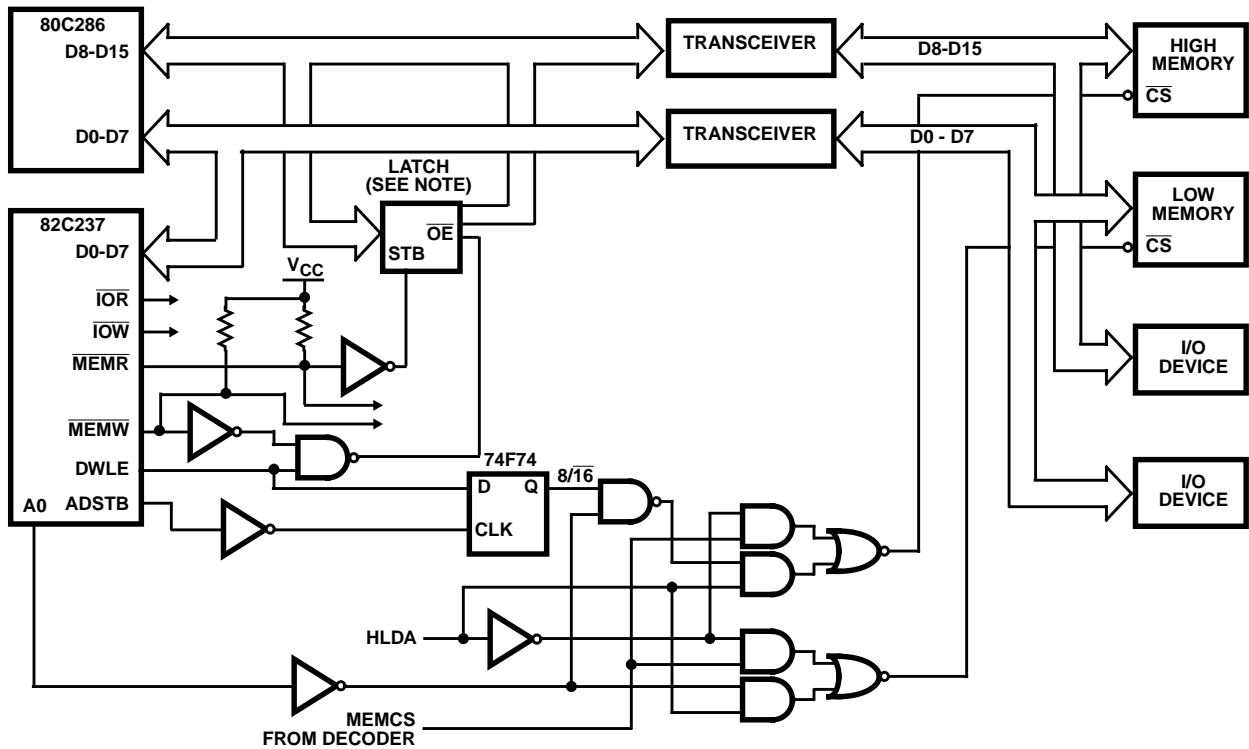 80C286
D8-D15
D0-D7
TRANSCEIVER
D8-D15
HIGH
MEMORY
CS
TRANSCEIVER
D0 - D7
LATCH
(SEE NOTE)
OE
STB
LOW
MEMORY
CS
82C237
D0-D7
VCC
IOR
IOW
MEMR
MEMW
DWLE
ADSTB
A0
I/O
DEVICE
74F74
D
Q
CLK
8/16
I/O
DEVICE
HLDA
MEMCS
FROM DECODER